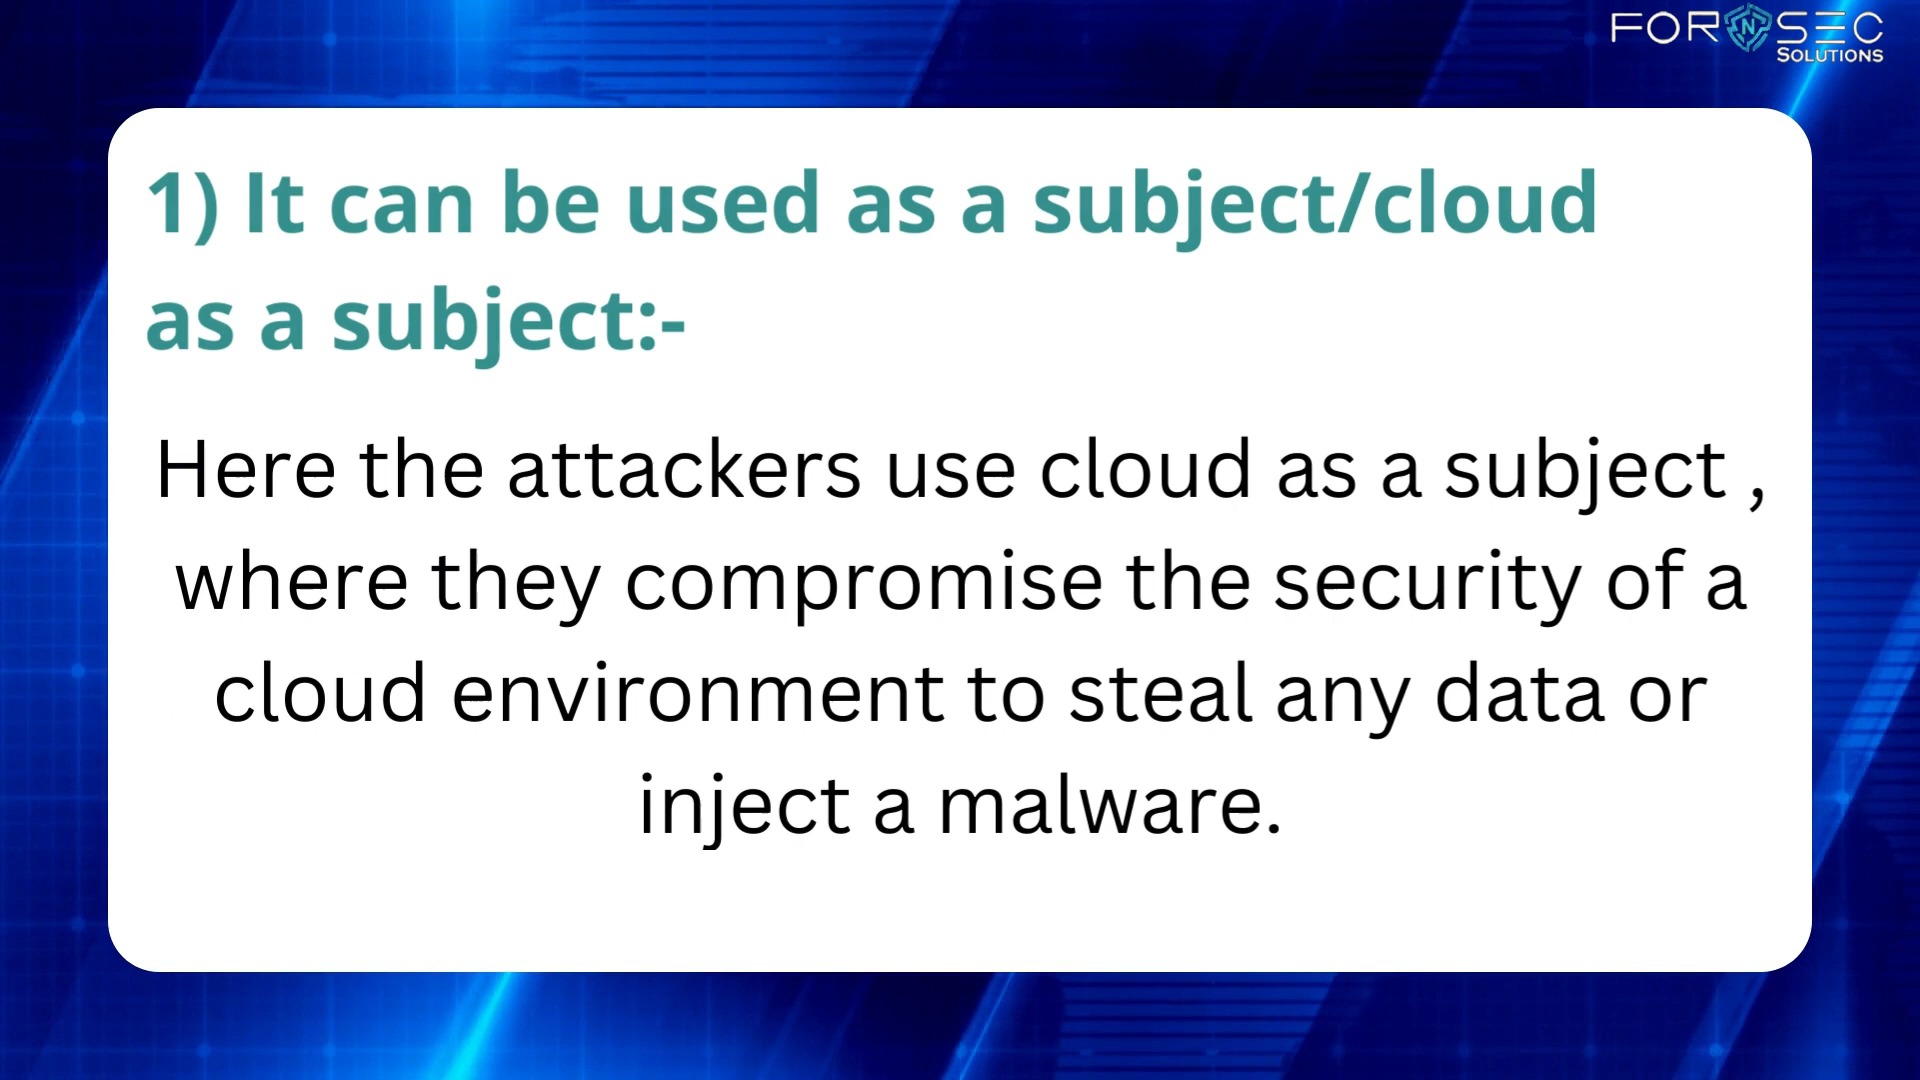 FORNSEC
SOLUTIONS
1) It can be used as a subject/cloud
as a subject:-
Here the attackers use cloud as a subject ,
where they compromise the security of a
cloud environment to steal any data or
inject a malware.